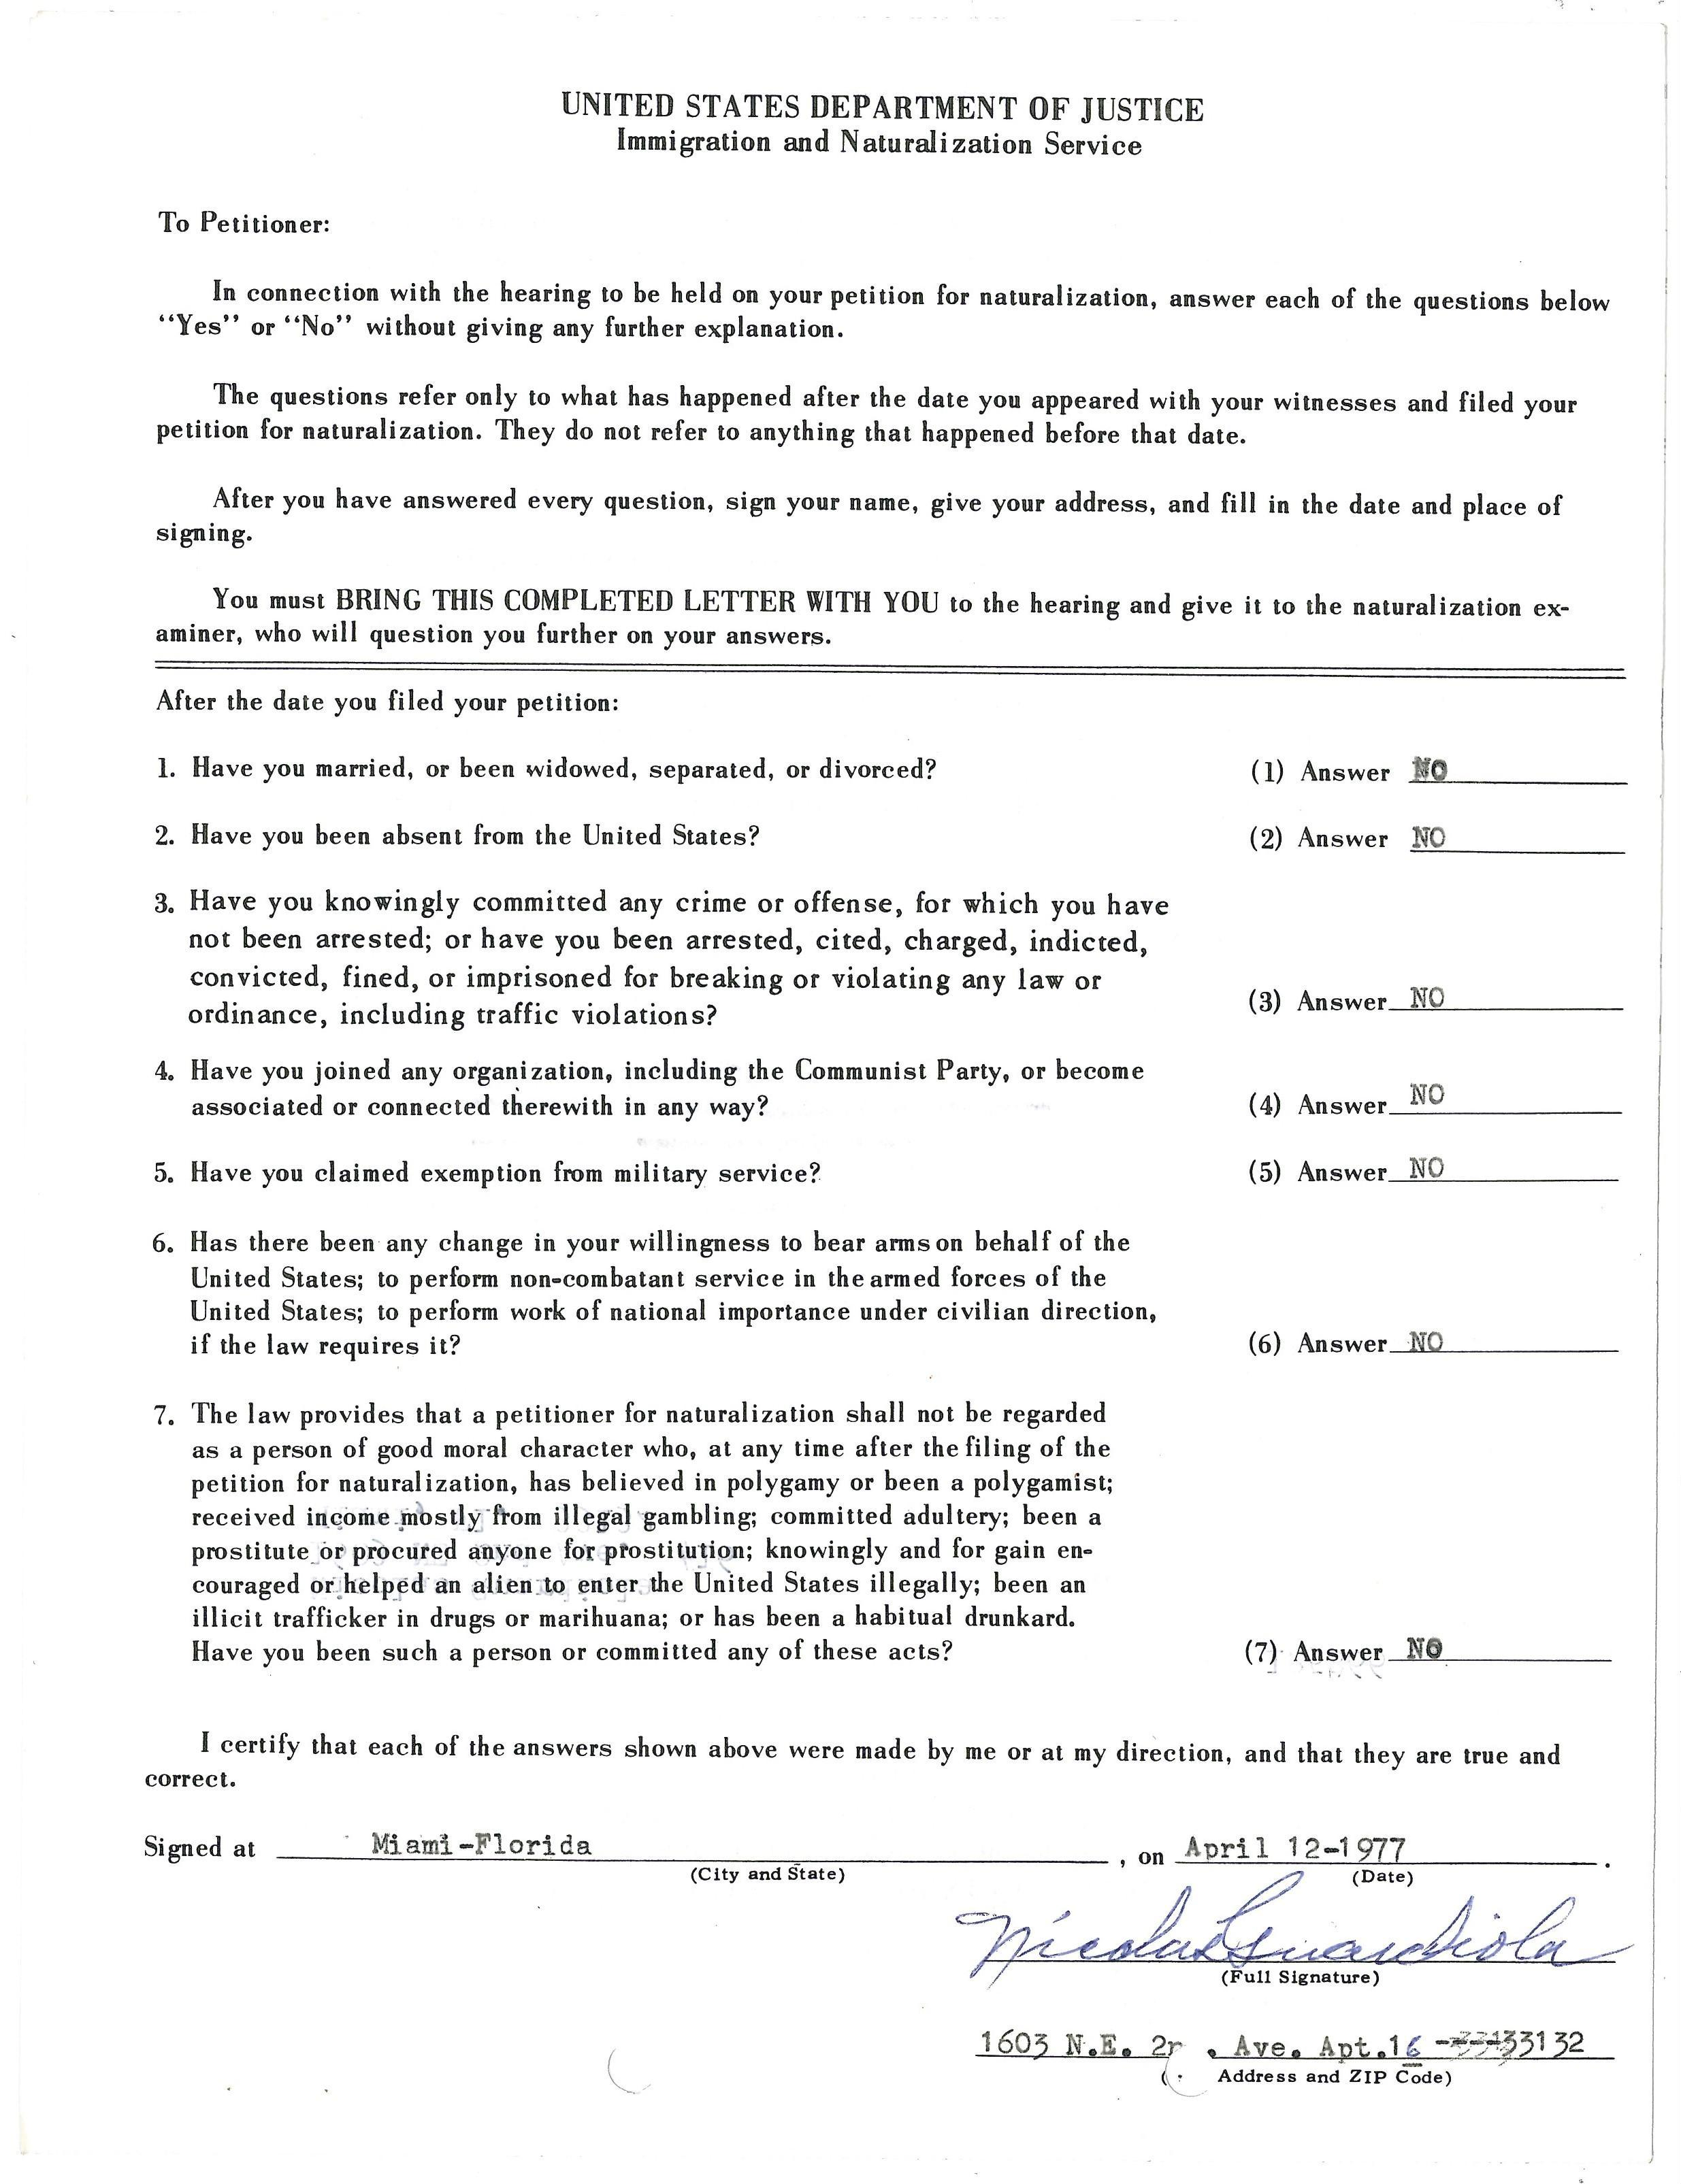 UNITED STATES DEPARTMENT OF JUSTICE
Immigration and Naturalization Service
To Petitioner:
In connection with the hearing to be held on your petition for naturalization, answer each of the questions below
“Yes” or “No” without giving any further explanation.
The questions refer only to what has happened after the date you appeared with your witnesses and filed your
petition for naturalization. They do not refer to anything that happened before that date.
After you have answered every question, sign your name, give your address, and fill in the date and place of
signing.
You must BRING THIS COMPLETED LETTER WITH YOU to the hearing and give it to the naturalization ex-
aminer, who will question you further on your answers.
After the date you filed your petition:
1. Have you married, or been widowed, separated, or divorced? (1) Answer NO
2. Have you been absent from the United States? (2) Answer NO
3. Have you knowingly committed any crime or offense, for which you have
not been arrested; or have you been arrested, cited, charged, indicted,
convicted, fined, or imprisoned for breaking or violating any law or
ordinance, including traffic violations? (3) Answer NO
4. Have you joined any organization, including the Communist Party, or become
associated or connected therewith in any way? (4) Answer NO
5. Have you claimed exemption from military service? (5) Answer NO
6. Has there been any change in your willingness to bear arms on behalf of the
United States; to perform non-combatant service in the armed forces of the
United States; to perform work of national importance under civilian direction,
if the law requires it? (6) Answer NO
7. The law provides that a petitioner for naturalization shall not be regarded
as a person of good moral character who, at any time after the filing of the
petition for naturalization, has believed in polygamy or been a polygamist;
received income mostly from illegal gambling; committed adultery; been a
prostitute or procured anyone for prostitution; knowingly and for gain en-
couraged or helped an alien to enter the United States illegally; been an
illicit trafficker in drugs or marihuana; or has been a habitual drunkard.
Have you been such a person or committed any of these acts? (7) Answer NO
I certify that each of the answers shown above were made by me or at my direction, and that they are true and
correct.
Signed at Miami-Florida, on April 12-1977.
(City and State) (Date)
Nicolas Guardiola
(Full Signature)
1603 N.E. Ave. Apt.16 33132
( Address and ZIP Code)